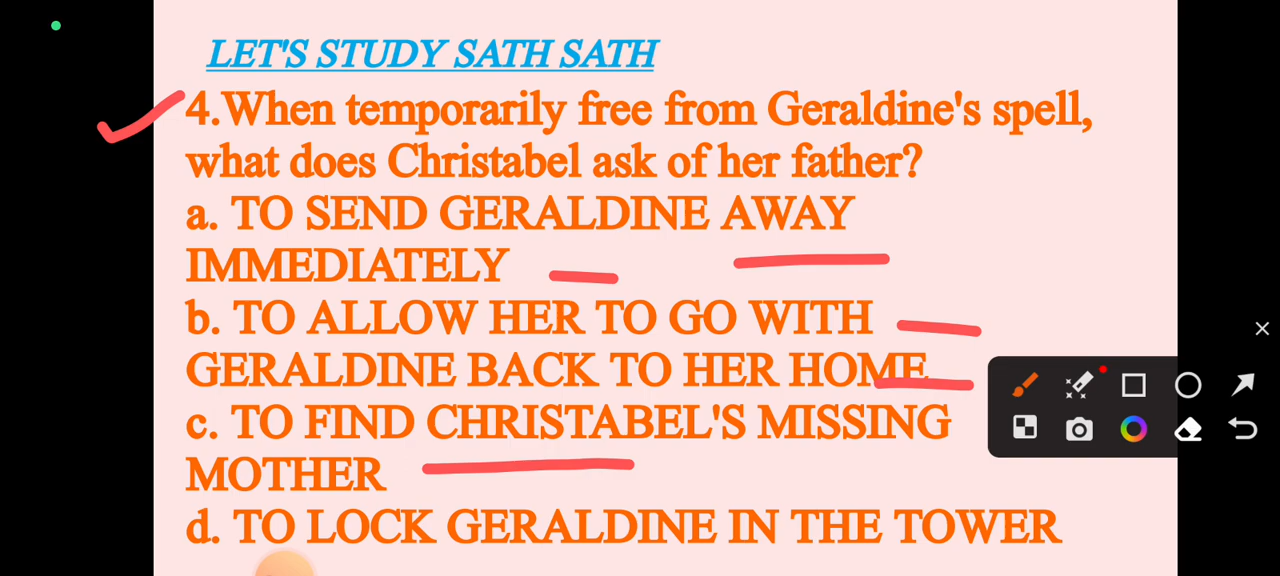 LET'S STUDY SATH SATH
4.When temporarily free from Geraldine's spell,
what does Christabel ask of her father?
a. TO SEND GERALDINE AWAY
IMMEDIATELY
b. TO ALLOW HER TO GO WITH
GERALDINE BACK TO HER HOME
c. TO FIND CHRISTABEL'S MISSING
MOTHER
d. TO LOCK GERALDINE IN THE TOWER